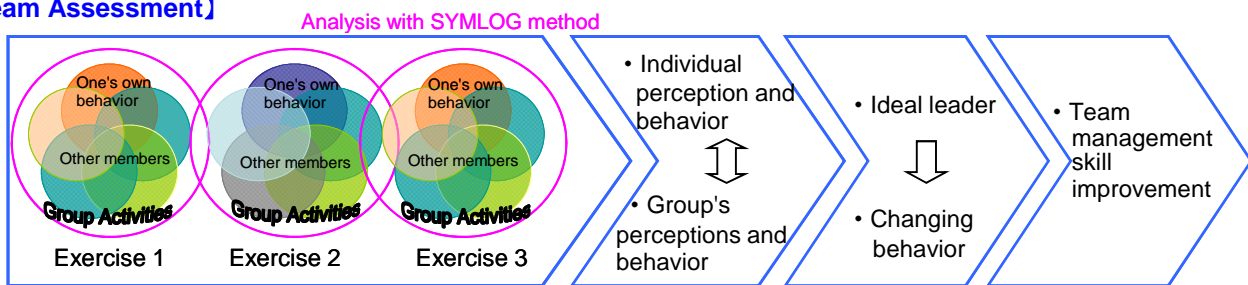 eam Assessment】
Analysis with SYMLOG method
One's own
behavior
Other members
Group Activities
Exercise 1
One's own
behavior
Other members
Group Activities
Exercise 2
One's own
behavior
Other members
Group Activities
Exercise 3
• Individual
perception and
behavior
• Group's
perceptions and
behavior
• Ideal leader
• Changing
behavior
• Team
management
skill
improvement